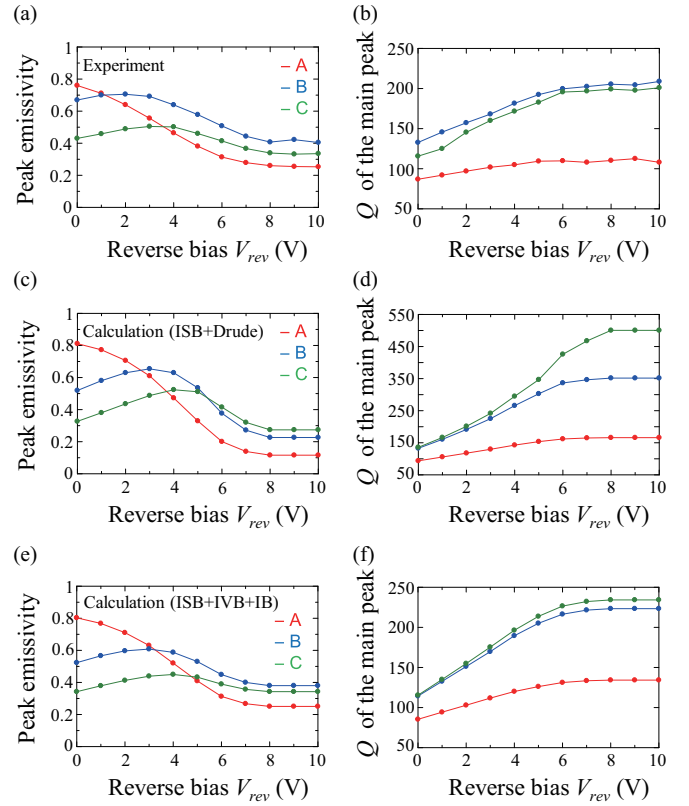 (a)
Peak emissivity
1
0.8
0.6
0.4
0.2
0
Experiment
A
B
C
0 2 4 6 8 10
Reverse bias V_rev (V)
(b)
Q of the main peak
250
200
150
100
50
0 2 4 6 8 10
Reverse bias V_rev (V)
(c)
Peak emissivity
1
0.8
0.6
0.4
0.2
0
Calculation (ISB+Drude)
A
B
C
0 2 4 6 8 10
Reverse bias V_rev (V)
(d)
Q of the main peak
550
450
350
250
150
50
0 2 4 6 8 10
Reverse bias V_rev (V)
(e)
Peak emissivity
1
0.8
0.6
0.4
0.2
0
Calculation (ISB+IVB+IB)
A
B
C
0 2 4 6 8 10
Reverse bias V_rev (V)
(f)
Q of the main peak
250
200
150
100
50
0 2 4 6 8 10
Reverse bias V_rev (V)